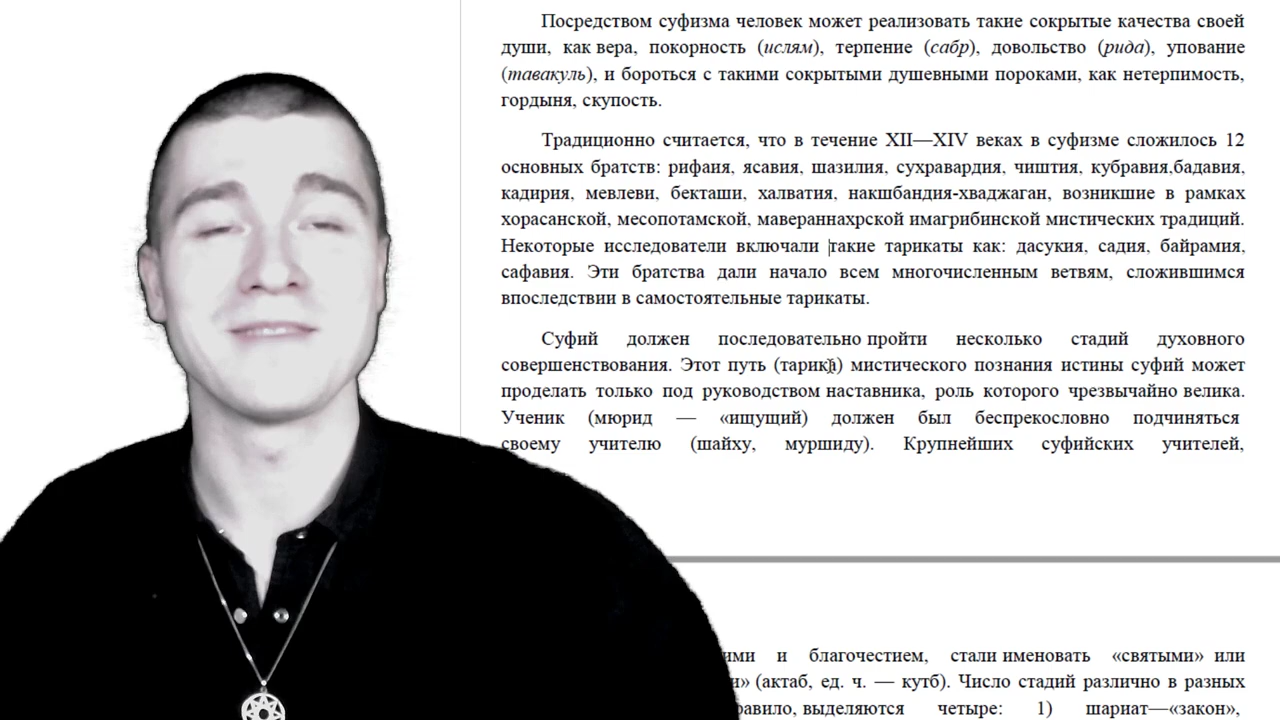 Посредством суфизма человек может реализовать такие сокрытые качества своей
души, как вера, покорность (ислям), терпение (сабр), довольство (рида), упование
(тавакуль), и бороться с такими сокрытыми душевными пороками, как нетерпимость,
гордыня, скупость.
Традиционно считается, что в течение XII—XIV веках в суфизме сложилось 12
основных братств: рифаия, ясавия, шазилия, сухравардия, чиштия, кубравия,бадавия,
кадирия, мевлеви, бекташи, халватия, накшбандия-хваджаган, возникшие в рамках
хорасанской, месопотамской, мавераннахрской имагрибинской мистических традиций.
Некоторые исследователи включали такие тарикаты как: дасукия, садия, байрамия,
сафавия. Эти братства дали начало всем многочисленным ветвям, сложившимся
впоследствии в самостоятельные тарикаты.
Суфий должен последовательно пройти несколько стадий духовного
совершенствования. Этот путь (тарика) мистического познания истины суфий может
проделать только под руководством наставника, роль которого чрезвычайно велика.
Ученик (мюрид — «ищущий) должен был беспрекословно подчиняться
своему учителю (шайху, муршиду). Крупнейших суфийских учителей,
и благочестием, стали именовать «святыми» или
(актаб, ед. ч. — кутб). Число стадий различно в разных
выделяются четыре: 1) шариат—«закон»,